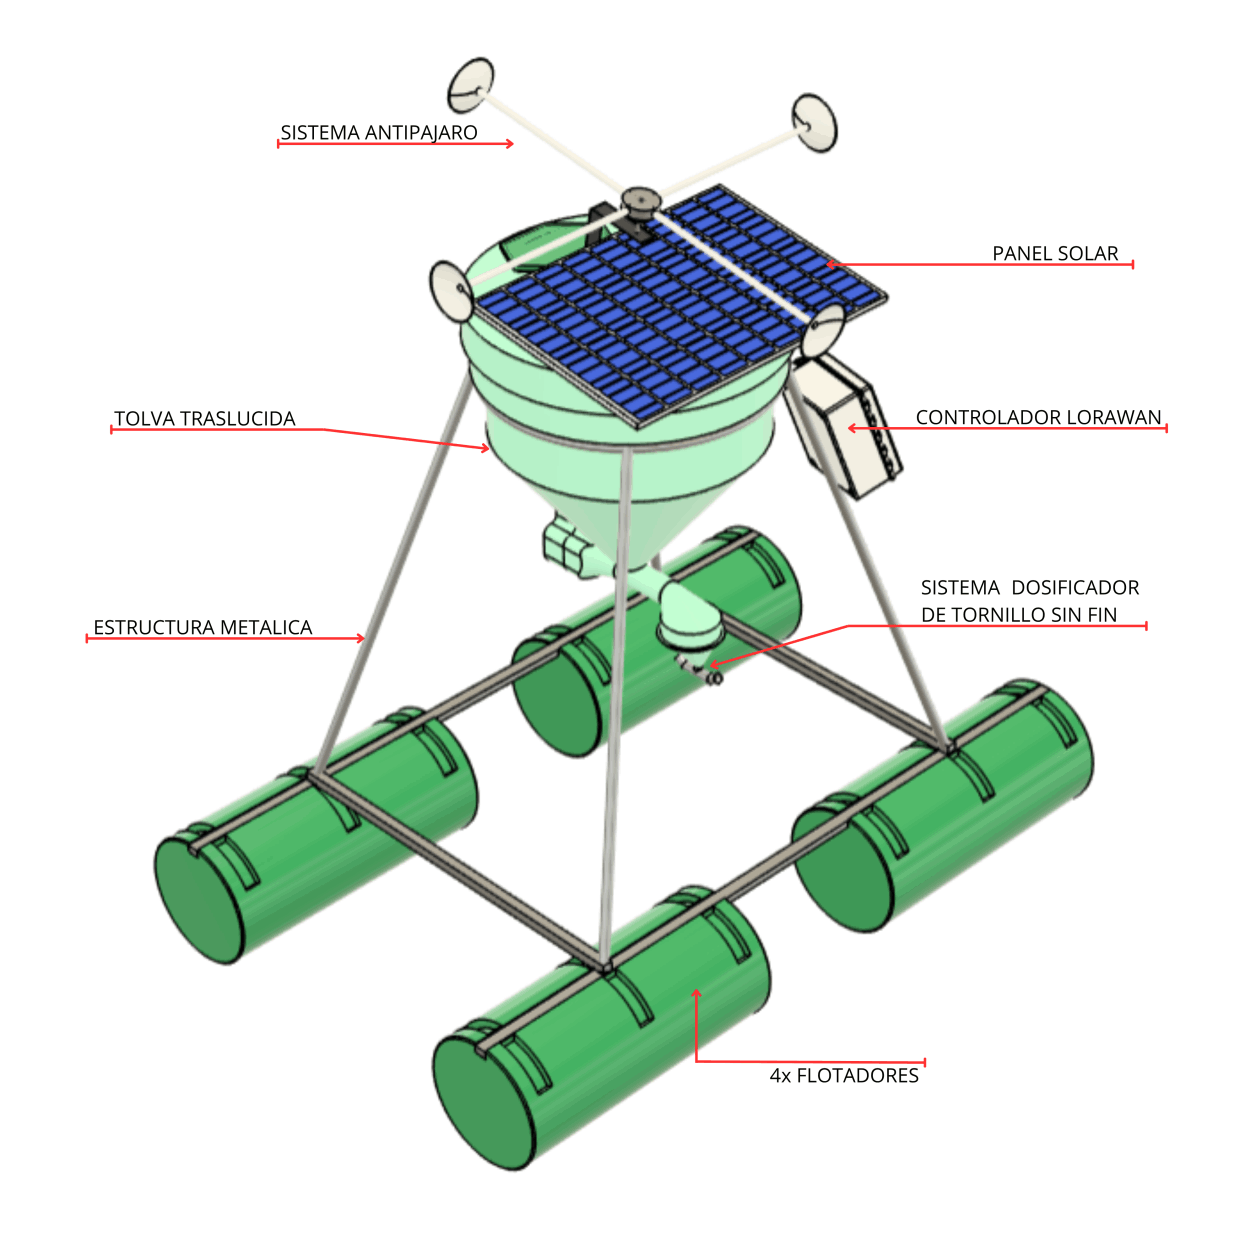 SISTEMA ANTIPAJARO
PANEL SOLAR
TOLVA TRASLUCIDA
CONTROLADOR LORAWAN
SISTEMA DOSIFICADOR
DE TORNILLO SIN FIN
ESTRUCTURA METALICA
4x FLOTADORES